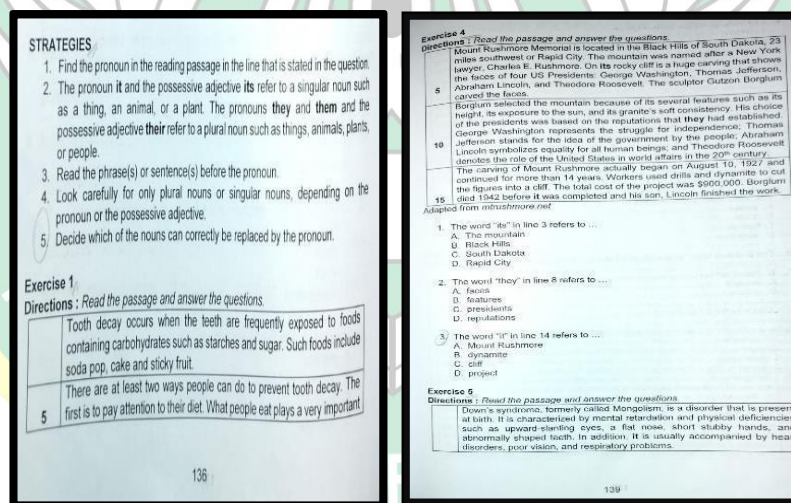 STRATEGIES
1. Find the pronoun in the reading passage in the line that is stated in the question.
2. The pronoun it and the possessive adjective its refer to a singular noun such
as a thing, an animal, or a plant. The pronouns they and them and the
possessive adjective their refer to a plural noun such as things, animals, plants,
or people.
3. Read the phrase(s) or sentence(s) before the pronoun.
4. Look carefully for only plural nouns or singular nouns, depending on the
pronoun or the possessive adjective.
5. Decide which of the nouns can correctly be replaced by the pronoun.
Exercise 1
Directions : Read the passage and answer the questions.
Tooth decay occurs when the teeth are frequently exposed to foods
containing carbohydrates such as starches and sugar. Such foods include
soda pop, cake and sticky fruit.
There are at least two ways people can do to prevent tooth decay. The
5 first is to pay attention to their diet. What people eat plays a very important
136
Exercise 4
Directions : Read the passage and answer the questions.
Mount Rushmore Memorial is located in the Black Hills of South Dakota, 23
miles southwest or Rapid City. The mountain was named after a New York
lawyer, Charles E. Rushmore. On its rocky cliff is a huge carving that shows
the faces of four US Presidents: George Washington, Thomas Jefferson,
5 Abraham Lincoln, and Theodore Roosevelt. The sculptor Gutzon Borglum
carved the faces.
Borglum selected the mountain because of its several features such as its
height, its exposure to the sun, and its granite's soft consistency. His choice
of the presidents was based on the reputations that they had established.
George Washington represents the struggle for independence; Thomas
10 Jefferson stands for the idea of the government by the people; Abraham
Lincoln symbolizes equality for all human beings; and Theodore Roosevelt
denotes the role of the United States in world affairs in the 20th century.
The carving of Mount Rushmore actually began on August 10, 1927 and
continued for more than 14 years. Workers used drills and dynamite to cut
the figures into a cliff. The total cost of the project was $900,000. Borglum
15 died 1942 before it was completed and his son, Lincoln finished the work.
Adapted from mtrushmore.net
1. The word "its" in line 3 refers to ...
A. The mountain
B. Black Hills
C. South Dakota
D. Rapid City
2. The word "they" in line 8 refers to ...
A. faces
B. features
C. presidents
D. reputations
3. The word "it" in line 14 refers to ...
A. Mount Rushmore
B. dynamite
C. cliff
D. project
Exercise 5
Directions : Read the passage and answer the questions
Down's syndrome, formerly called Mongolism, is a disorder that is present
at birth. It is characterized by mental retardation and physical deficiencies
such as upward-slanting eyes, a flat nose, short stubby hands, and
abnormally shaped teeth. In addition, it is usually accompanied by hear
disorders, poor vision, and respiratory problems.
139